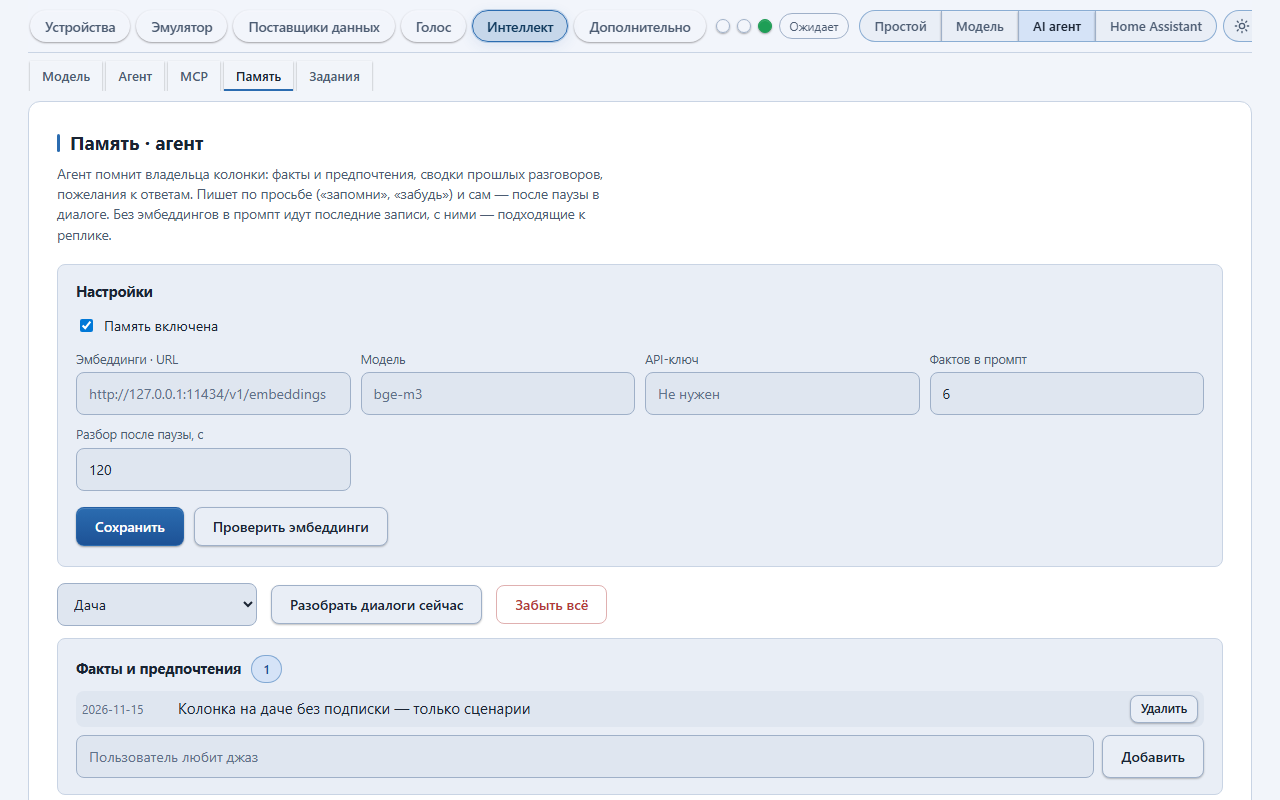 Устройства Эмулятор Поставщики данных Голос Интеллект Дополнительно Ожидает Простой Модель AI агент Home Assistant
Модель Агент MCP Память Задания
Память · агент
Агент помнит владельца колонки: факты и предпочтения, сводки прошлых разговоров,
пожелания к ответам. Пишет по просьбе («запомни», «забудь») и сам — после паузы в
диалоге. Без эмбеддингов в промпт идут последние записи, с ними — подходящие к
реплике.
Настройки
Память включена
Эмбеддинги · URL Модель API-ключ Фактов в промпт
http://127.0.0.1:11434/v1/embeddings bge-m3 Не нужен 6
Разбор после паузы, с
120
Сохранить Проверить эмбеддинги
Дача Разобрать диалоги сейчас Забыть всё
Факты и предпочтения 1
2026-11-15 Колонка на даче без подписки — только сценарии Удалить
Пользователь любит джаз Добавить